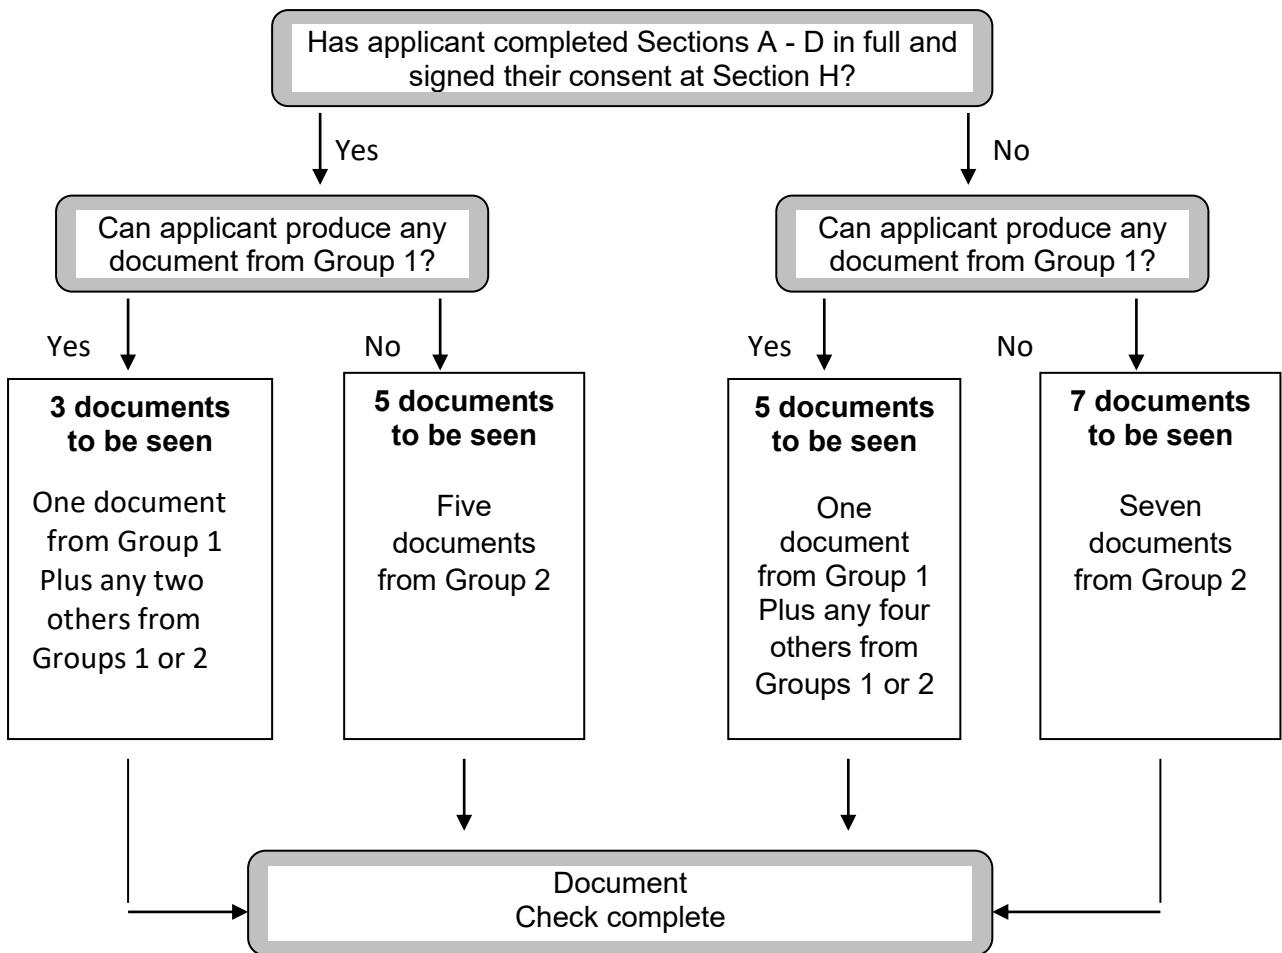 Has applicant completed Sections A - D in full and
signed their consent at Section H?
Yes
No
Can applicant produce any
document from Group 1?
Can applicant produce any
document from Group 1?
Yes
No
Yes
No
3 documents
to be seen
One document
from Group 1
Plus any two
others from
Groups 1 or 2
5 documents
to be seen
Five
documents
from Group 2
5 documents
to be seen
One
document
from Group 1
Plus any four
others from
Groups 1 or 2
7 documents
to be seen
Seven
documents
from Group 2
Document
Check complete